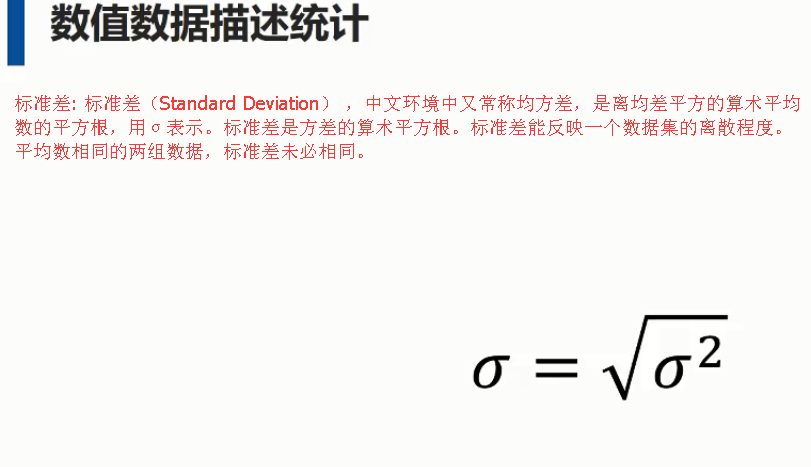 数值数据描述统计
标准差: 标准差（Standard Deviation） ，中文环境中又常称均方差，是离均差平方的算术平均
数的平方根，用σ表示。标准差是方差的算术平方根。标准差能反映一个数据集的离散程度。
平均数相同的两组数据，标准差未必相同。
σ = √σ²